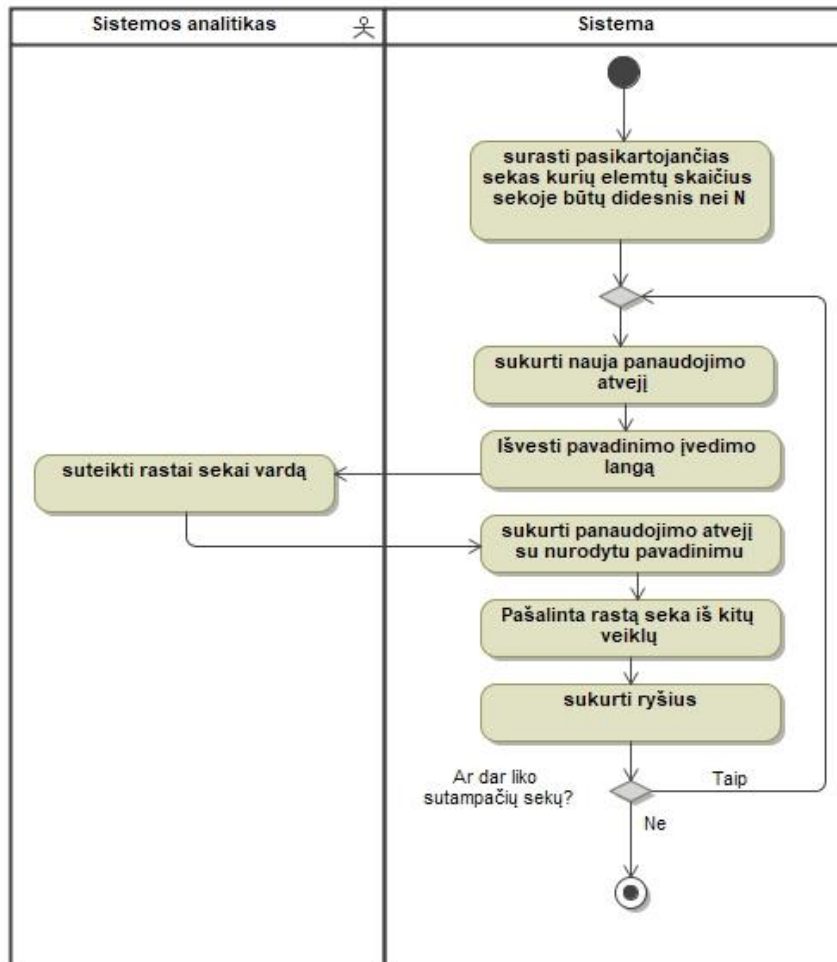 Sistemos analitikas
Sistema
surasti pasikartojančias
sekas kurių elemtų skaičius
sekoje būtų didesnis nei N
sukurti nauja panaudojimo
atvejį
Išvesti pavadinimo įvedimo
langą
suteikti rastai sekai vardą
sukurti panaudojimo atvejį
su nurodytu pavadinimu
Pašalinta rastą seka iš kitų
veiklų
sukurti ryšius
Ar dar liko
sutampačių sekų?
Taip
Ne